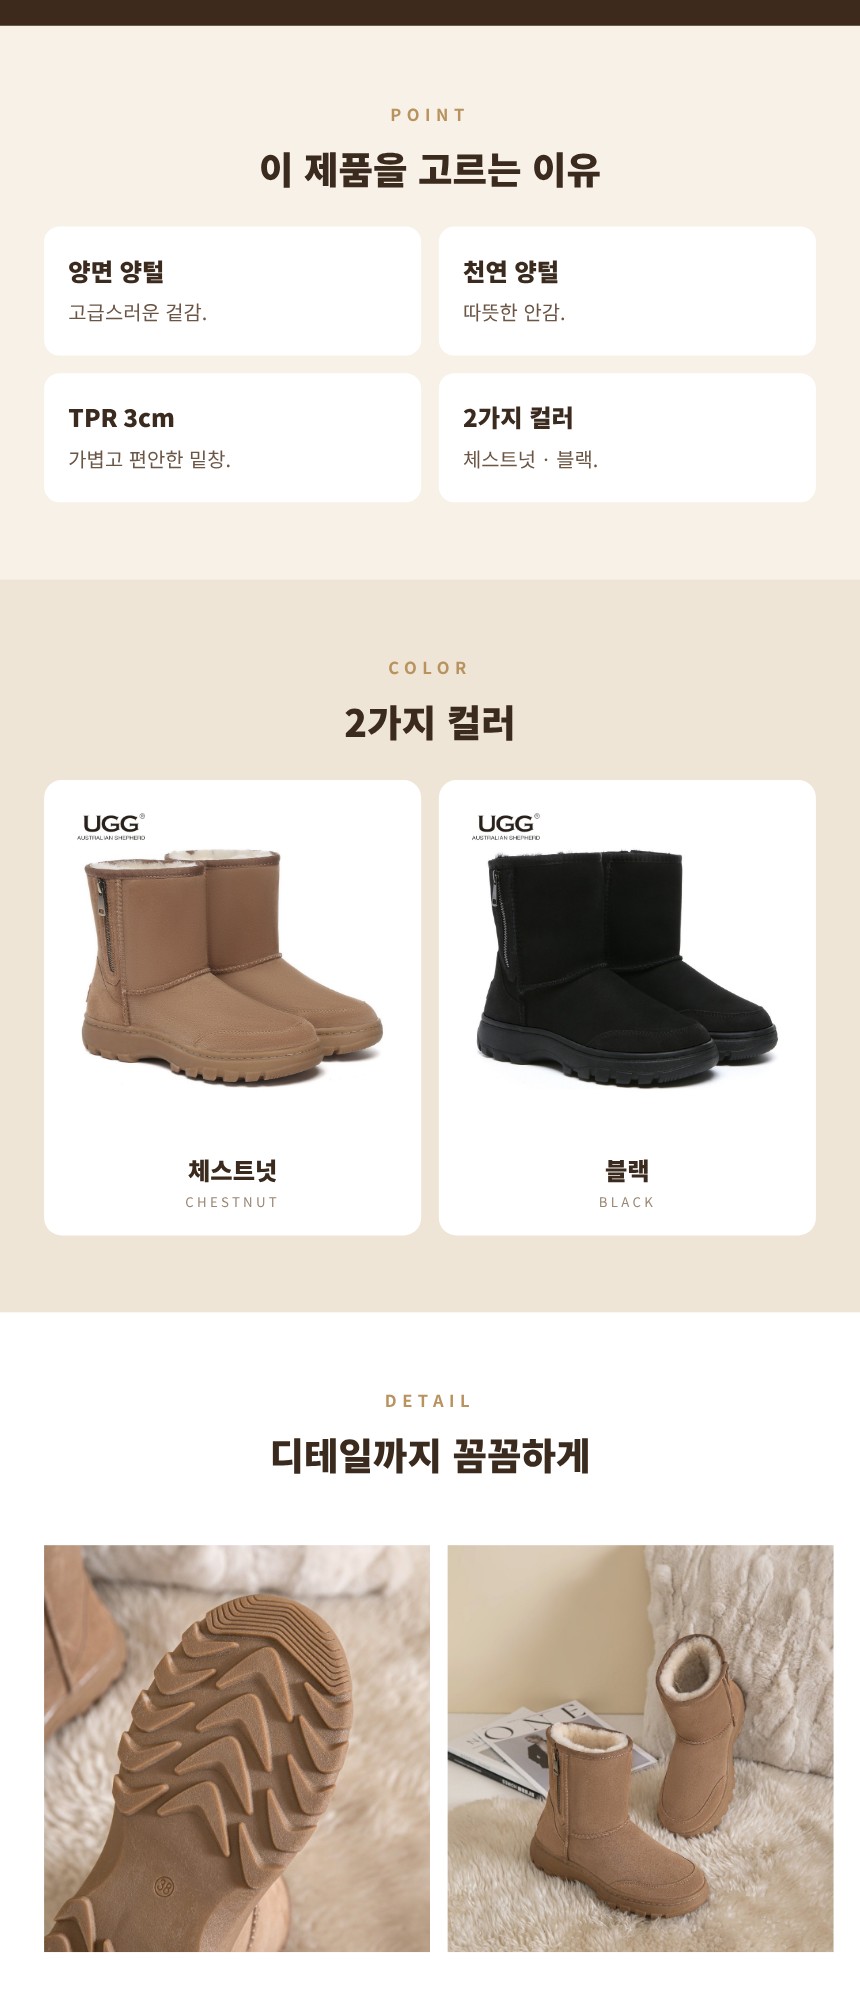 POINT
이 제품을 고르는 이유
양면 양털
고급스러운 겉감.
천연 양털
따뜻한 안감.
TPR 3cm
가볍고 편안한 밑창.
2가지 컬러
체스트넛 · 블랙.
COLOR
2가지 컬러
UGG®
AUSTRALIAN SHEPHERD
UGG®
AUSTRALIAN SHEPHERD
체스트넛
CHESTNUT
블랙
BLACK
DETAIL
디테일까지 꼼꼼하게
38
ONE